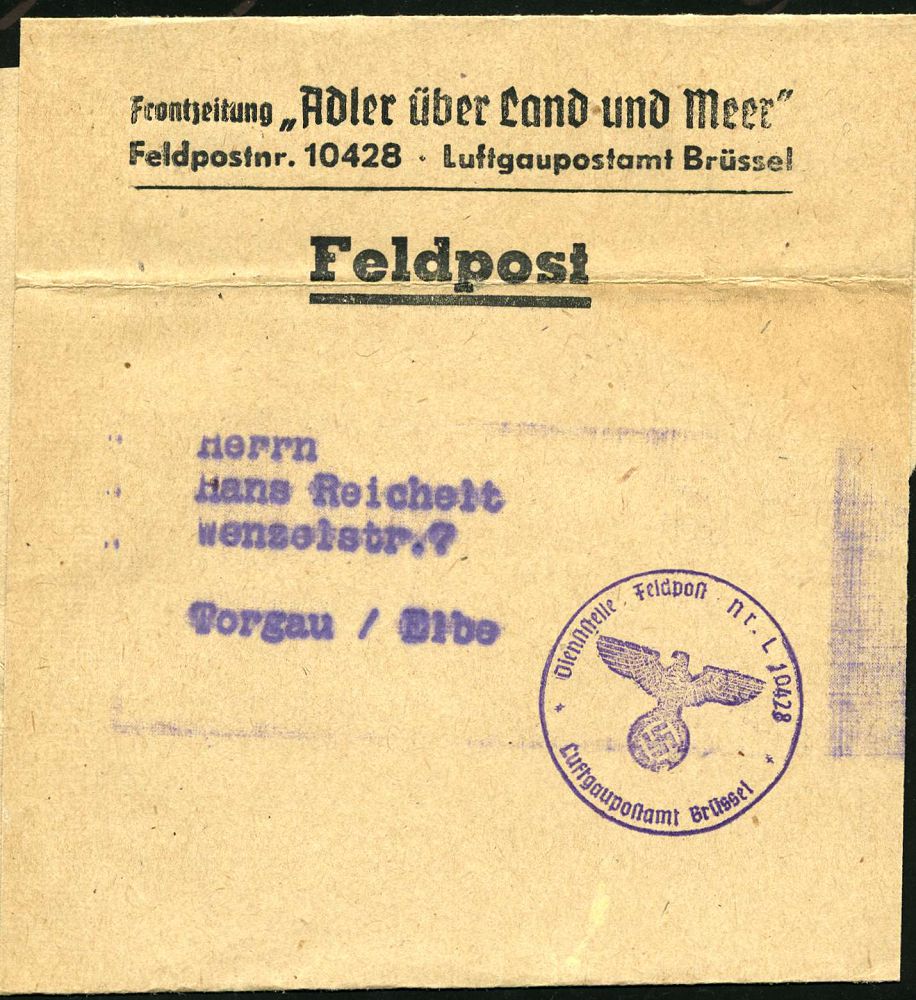 Frontzeitung „Adler über Land und Meer“
Feldpostnr. 10428 · Luftgaupostamt Brüssel
Feldpost
Herrn
Hans Reichelt
Wenzelstr.7
Torgau / Elbe
Dienststelle Feldpost Nr. L 10428
* Luftgaupostamt Brüssel *